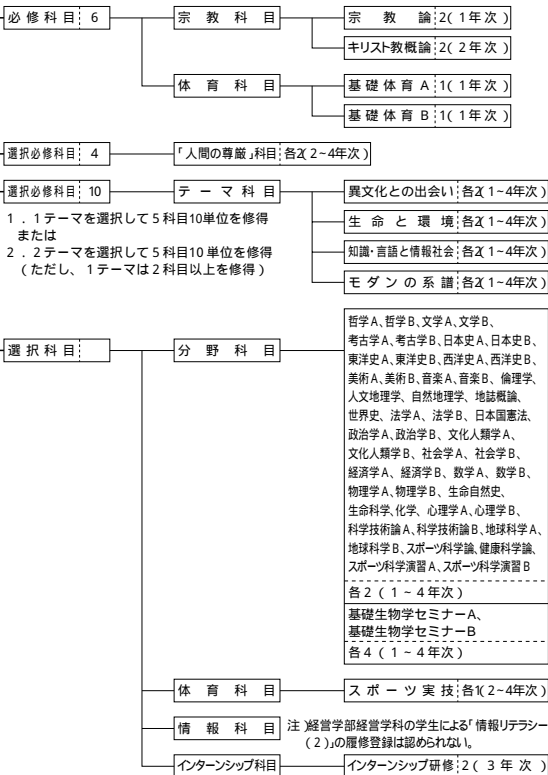 必修科目 6
宗教科目
宗教論 2(1年次)
キリスト教概論 2(2年次)
体育科目
基礎体育A 1(1年次)
基礎体育B 1(1年次)
選択必修科目 4
「人間の尊厳」科目 各2(2~4年次)
選択必修科目 10
テーマ科目
異文化との出会い 各2(1~4年次)
生命と環境 各2(1~4年次)
知識・言語と情報社会 各2(1~4年次)
モダンの系譜 各2(1~4年次)
1.1テーマを選択して5科目10単位を修得
または
2.2テーマを選択して5科目10単位を修得
(ただし、1テーマは2科目以上を修得)
選択科目
分野科目
哲学A、哲学B、文学A、文学B、
考古学A、考古学B、日本史A、日本史B、
東洋史A、東洋史B、西洋史A、西洋史B、
美術A、美術B、音楽A、音楽B、倫理学、
人文地理学、自然地理学、地誌概論、
世界史、法学A、法学B、日本国憲法、
政治学A、政治学B、文化人類学A、
文化人類学B、社会学A、社会学B、
経済学A、経済学B、数学A、数学B、
物理学A、物理学B、生命自然史、
生命科学、化学、心理学A、心理学B、
科学技術論A、科学技術論B、地球科学A、
地球科学B、スポーツ科学論、健康科学論、
スポーツ科学演習A、スポーツ科学演習B
各2(1~4年次)
基礎生物学セミナーA、
基礎生物学セミナーB
各4(1~4年次)
体育科目
スポーツ実技 各1(2~4年次)
情報科目
注)経営学部経営学科の学生による「情報リテラシー
(2)」の履修登録は認められない。
インターンシップ科目
インターンシップ研修 2(3年次)